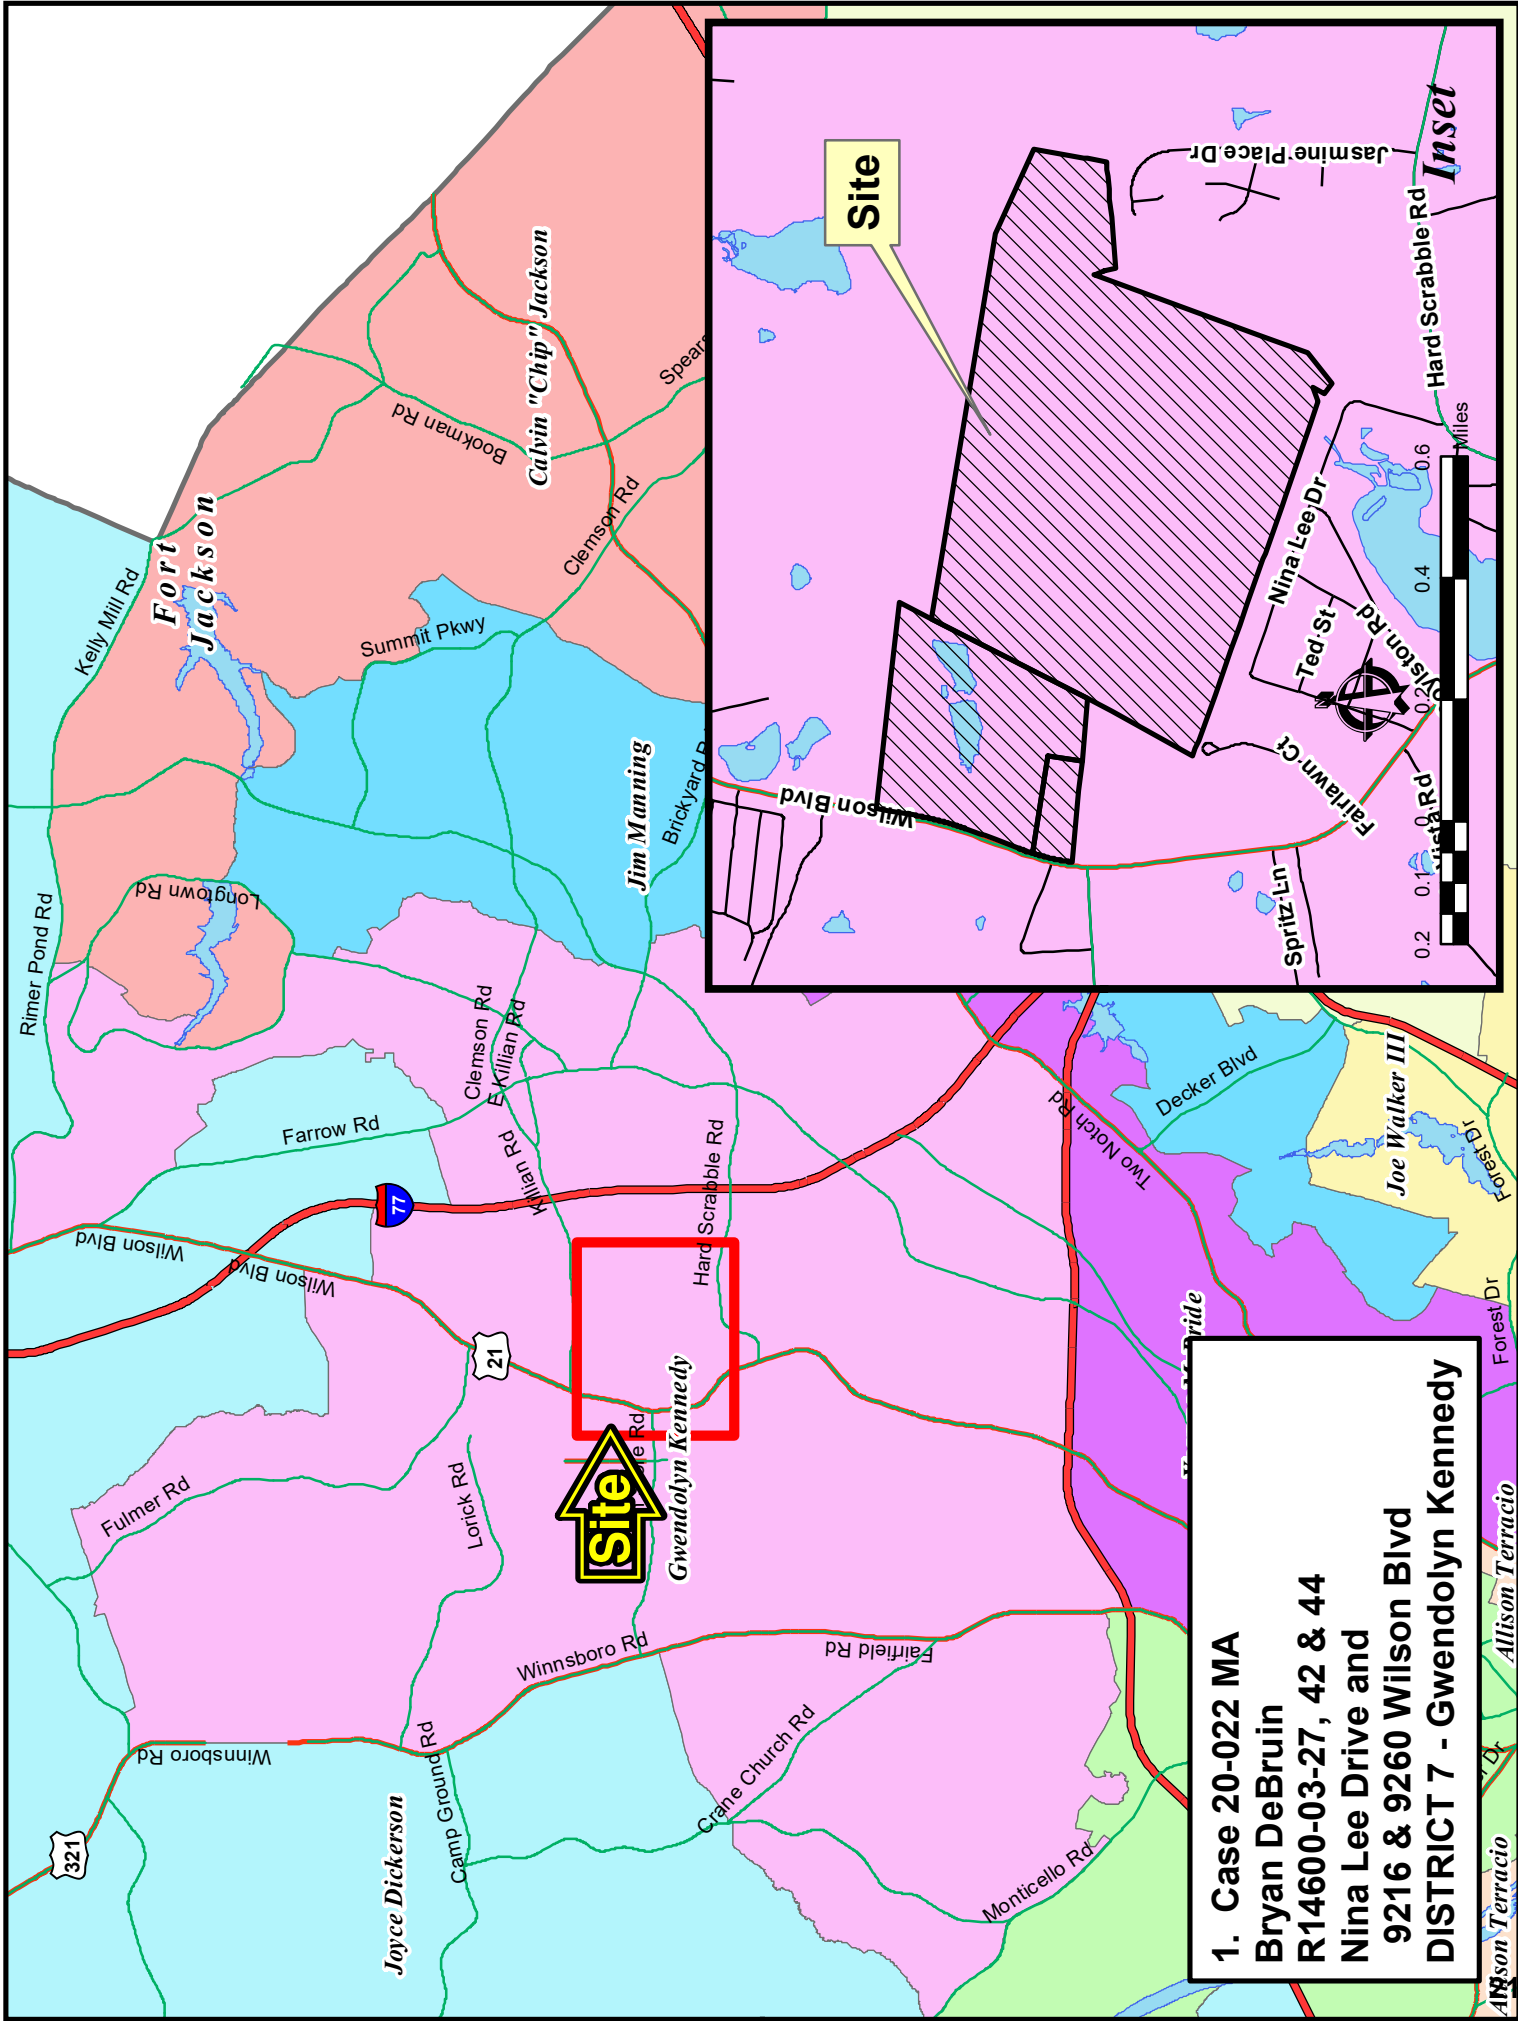 1. Case 20-022 MA
Bryan DeBruin
R14600-03-27, 42 & 44
Nina Lee Drive and
9216 & 9260 Wilson Blvd
DISTRICT 7 - Gwendolyn Kennedy
321
Winnsboro Rd
Joyce Dickerson
Camp Ground Rd
Fulmer Rd
Lorick Rd
Winnsboro Rd
Fairfield Rd
Crane Church Rd
Monticello Rd
Site
Gwendolyn Kennedy
21
77
Wilson Blvd
Wilson Blvd
Farrow Rd
Killian Rd
Hard Scrabble Rd
Clemson Rd
E Killian Rd
Rimer Pond Rd
Longtown Rd
Kelly Mill Rd
Fort
Jackson
Summit Pkwy
Jim Manning
Brickyard
Clemson Rd
Bookman Rd
Calvin "Chip" Jackson
Spears
Two Notch Rd
Decker Blvd
Joe Walker III
Forest Dr
Forest Dr
Allison Terracio
Allison Terracio
Inset
Site
Wilson Blvd
Jasmine Place Dr
Hard Scrabble Rd
Nina Lee Dr
Ted St
Fairlawn Ct
Spritz Ln
0.2
0.1
0
0.2
0.4
0.6
Miles
N